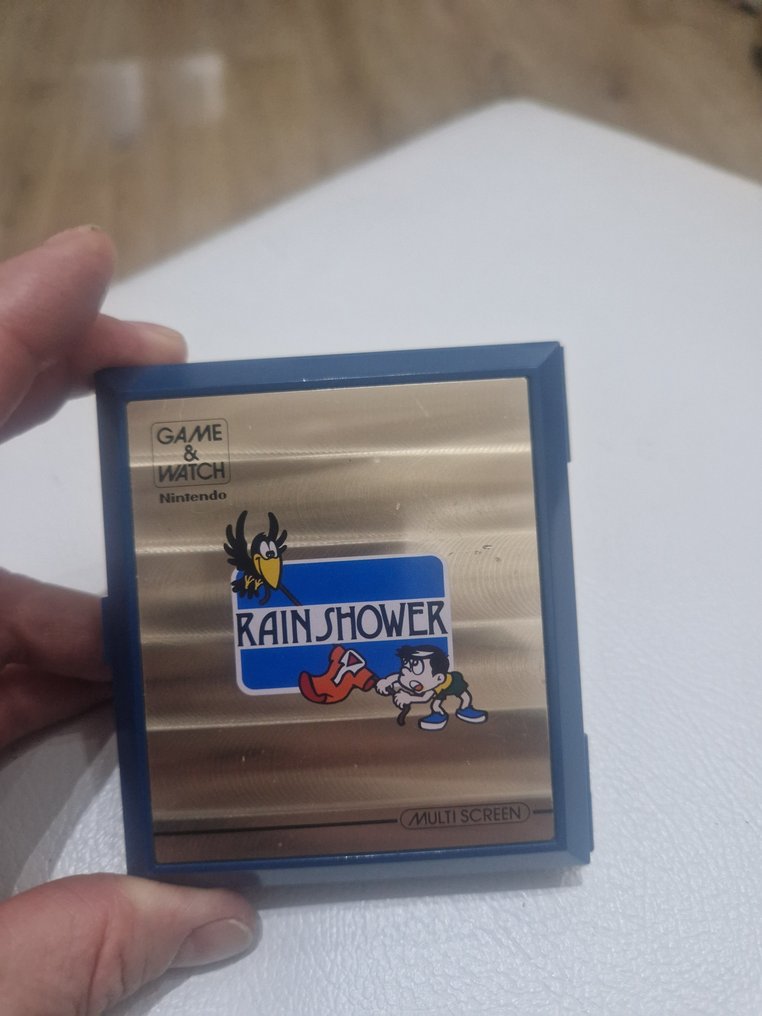 GAME
&
WATCH
Nintendo
RAIN SHOWER
MULTI SCREEN